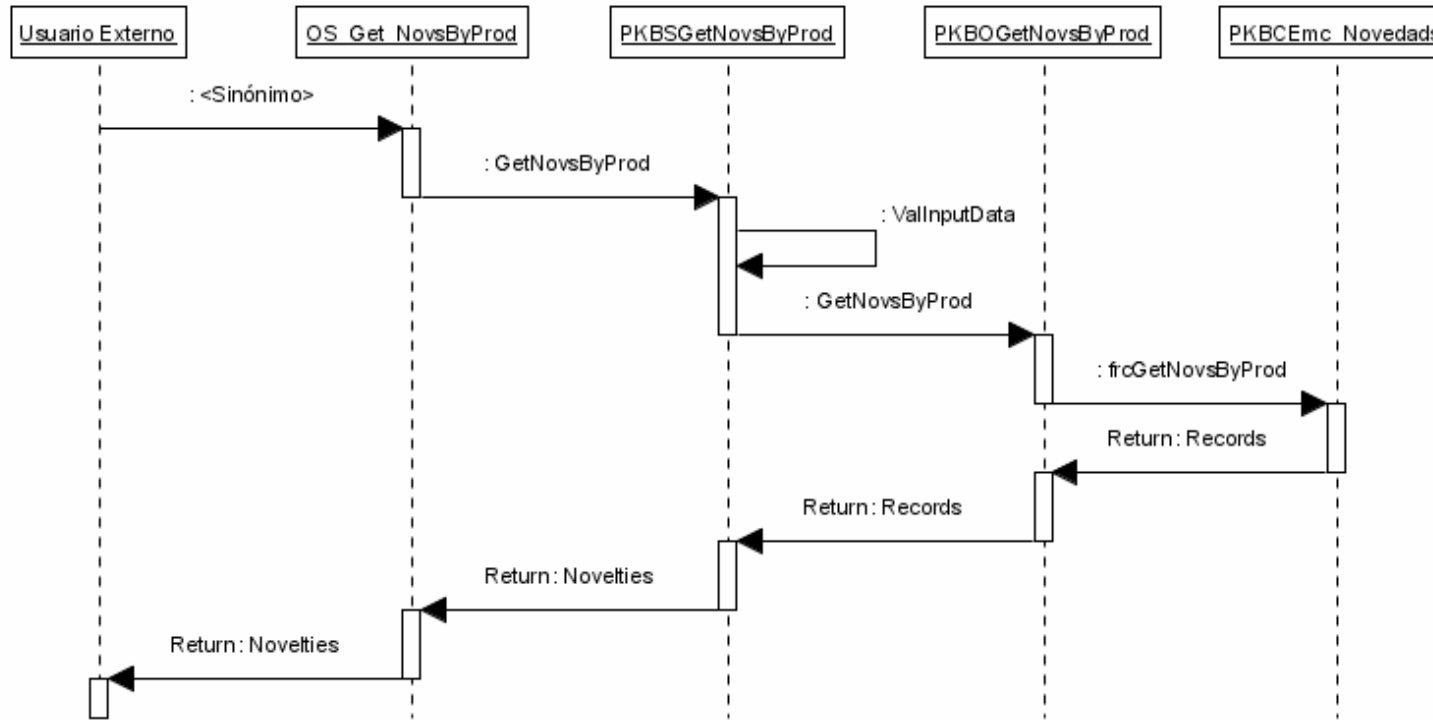 Usuario Externo
OS_Get_NovsByProd
PKBSGetNovsByProd
PKBOGetNovsByProd
PKBCEmc_Novedads
: <Sinónimo>
: GetNovsByProd
: ValInputData
: GetNovsByProd
: frcGetNovsByProd
Return: Records
Return: Records
Return: Novelties
Return: Novelties